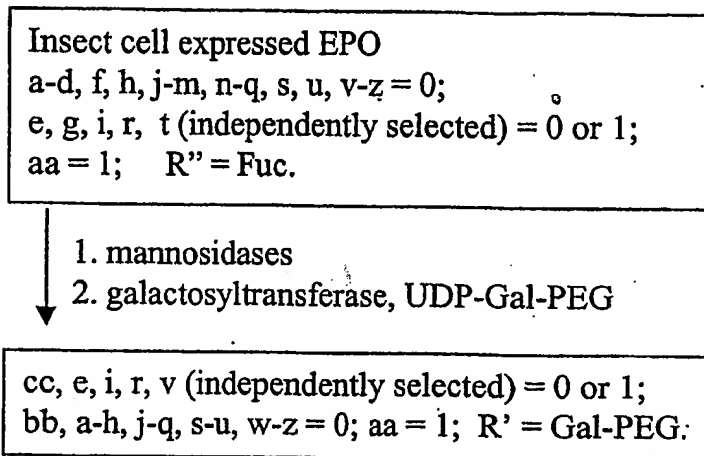 Insect cell expressed EPO
a-d, f, h, j-m, n-q, s, u, v-z = 0;
e, g, i, r, t (independently selected) = 0 or 1;
aa = 1; R” = Fuc.
1. mannosidases
2. galactosyltransferase, UDP-Gal-PEG
cc, e, i, r, v (independently selected) = 0 or 1;
bb, a-h, j-q, s-u, w-z = 0; aa = 1; R’ = Gal-PEG.